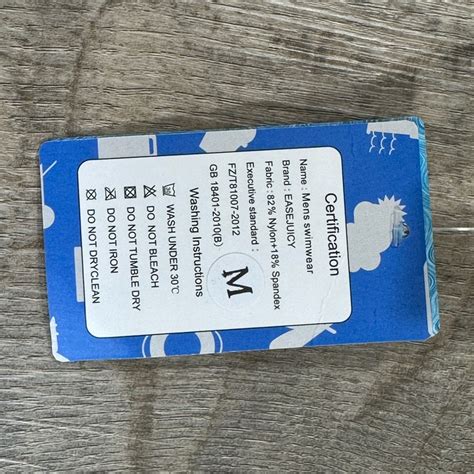 Certification
Name : Mens swimwear
Brand : EASEJUICY
Fabric : 82% Nylon+18% Spandex
Executive standard :
FZ/T81007-2012
GB 18401-2010(B)
M
Washing Instructions
WASH UNDER 30℃
DO NOT BLEACH
DO NOT TUMBLE DRY
DO NOT IRON
DO NOT DRYCLEAN